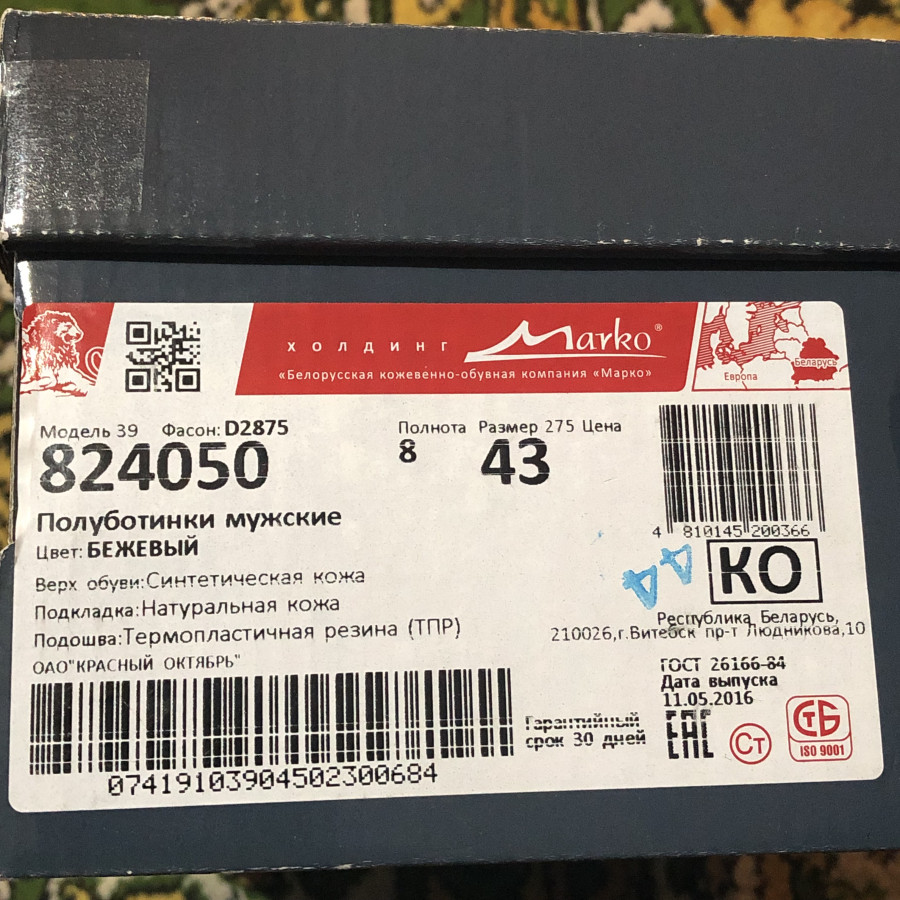 ХОЛДИНГ Marko®
«Белорусская кожевенно-обувная компания «Марко»
Европа
Беларусь
Модель 39 Фасон: D2875
824050
Полнота Размер 275 Цена
8 43
Полуботинки мужские
Цвет: БЕЖЕВЫЙ
4 810145 200366
44
КО
Верх обуви: Синтетическая кожа
Подкладка: Натуральная кожа
Подошва: Термопластичная резина (ТПР)
ОАО"КРАСНЫЙ ОКТЯБРЬ"
Республика Беларусь,
210026,г.Витебск пр-т Людникова,10
ГОСТ 26166-84
Дата выпуска
11.05.2016
Гарантийный
срок 30 дней
ЕАС
Ст
СТБ
ISO 9001
07419103904502300684